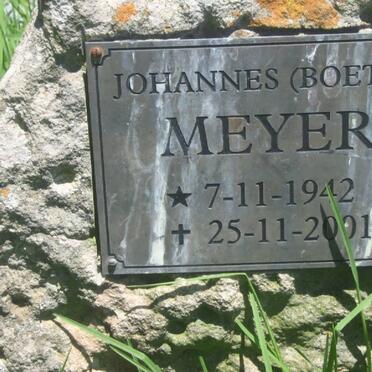 JOHANNES (BOET
MEYER
★ 7-11-1942
✝ 25-11-2001